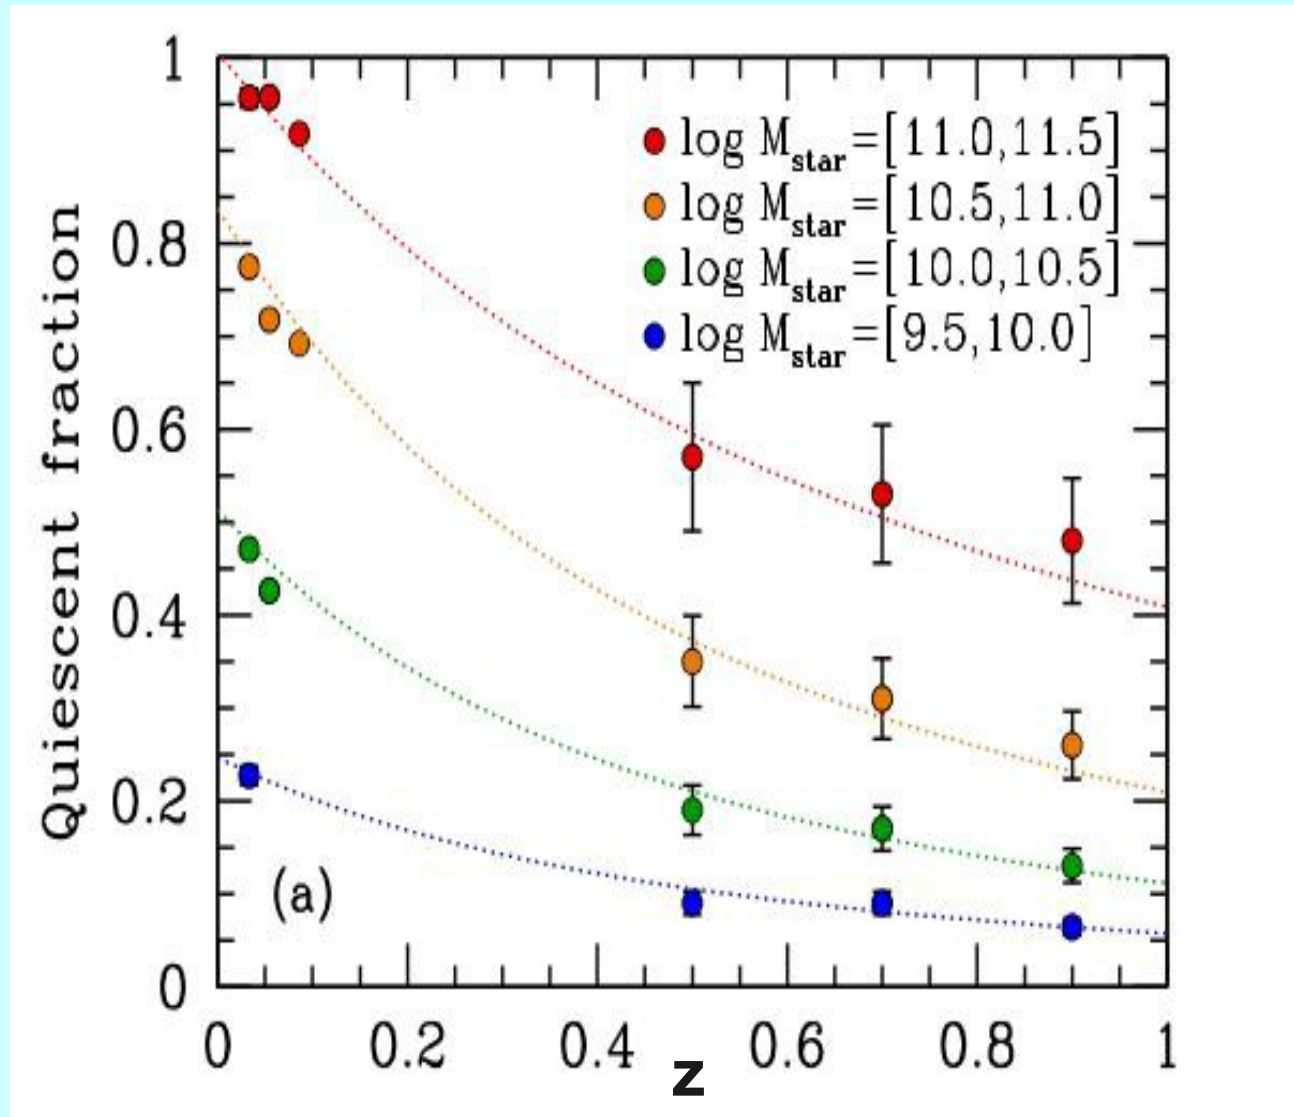 1
0.8
0.6
0.4
0.2
0
Quiescent fraction
log Mstar=[11.0,11.5]
log Mstar=[10.5,11.0]
log Mstar=[10.0,10.5]
log Mstar=[9.5,10.0]
(a)
0 0.2 0.4 0.6 0.8 1
z